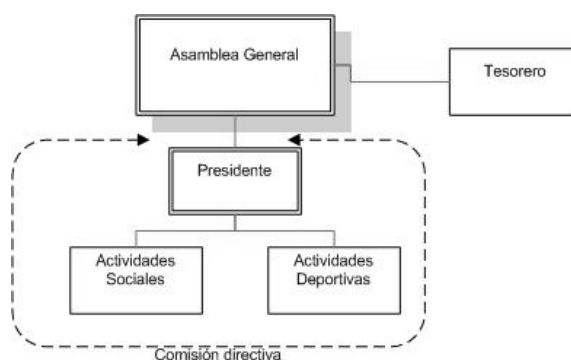 Asamblea General
Tesorero
Presidente
Actividades
Sociales
Actividades
Deportivas
Comisión directiva